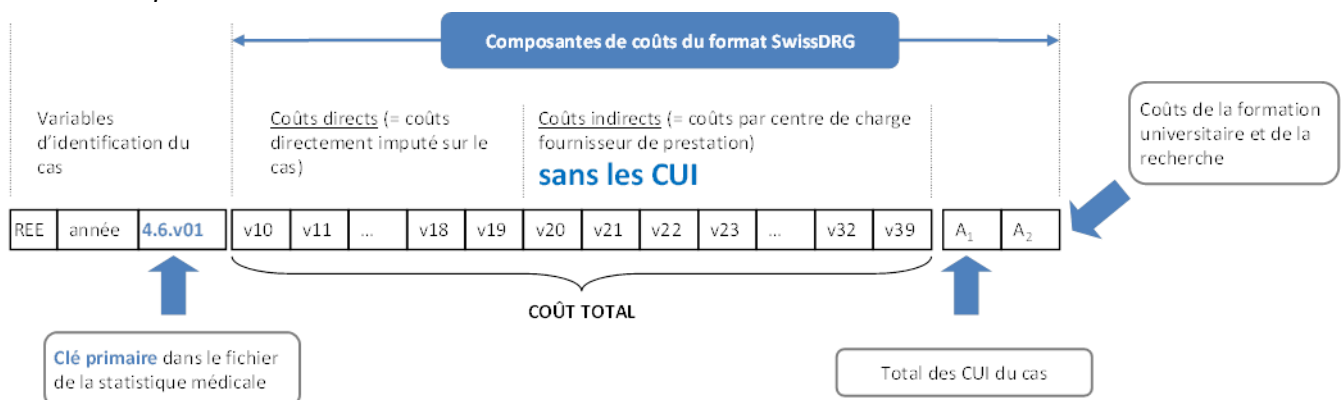 Composantes de coûts du format SwissDRG
Variables
d'identification du
cas
Coûts directs (= coûts
directement imputé sur le
cas)
Coûts indirects (= coûts par centre de charge
fournisseur de prestation)
sans les CUI
Coûts de la formation
universitaire et de la
recherche
REE année 4.6.v01 v10 v11 ... v18 v19 v20 v21 v22 v23 ... v32 v39 A₁ A₂
COÛT TOTAL
Clé primaire dans le fichier
de la statistique médicale
Total des CUI du cas